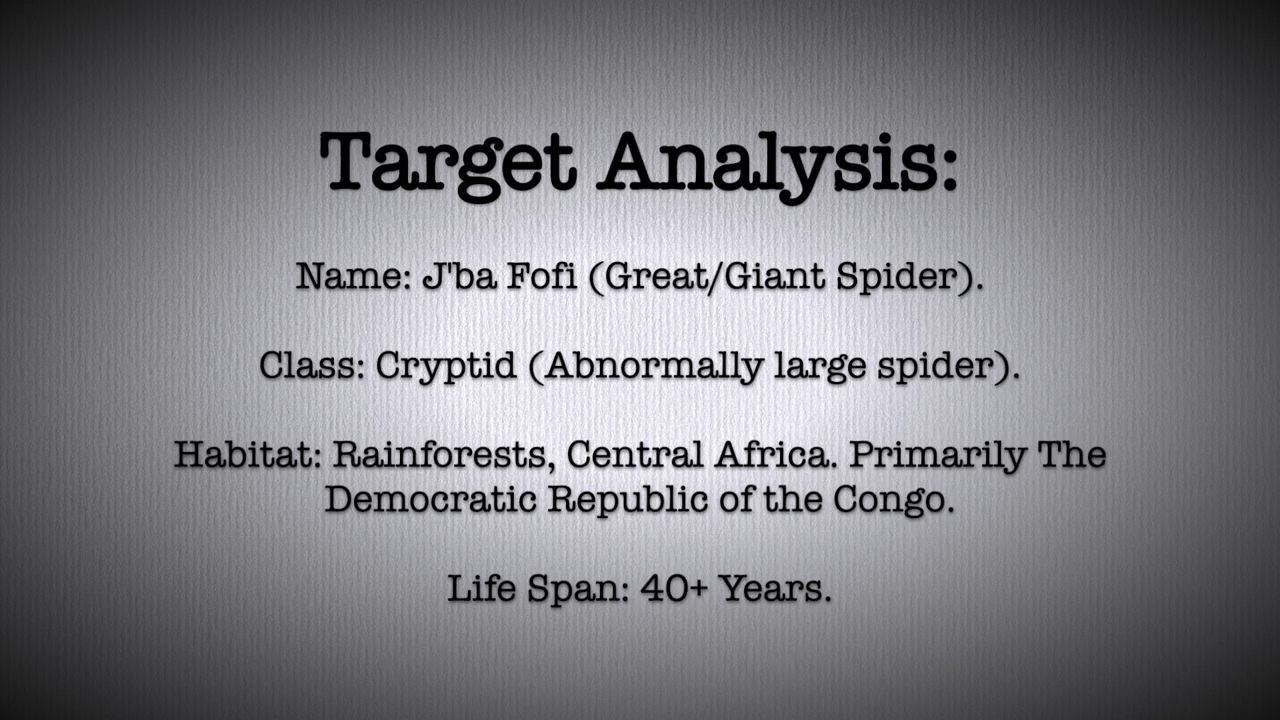 Target Analysis:
Name: J'ba Fofi (Great/Giant Spider).
Class: Cryptid (Abnormally large spider).
Habitat: Rainforests, Central Africa. Primarily The
Democratic Republic of the Congo.
Life Span: 40+ Years.